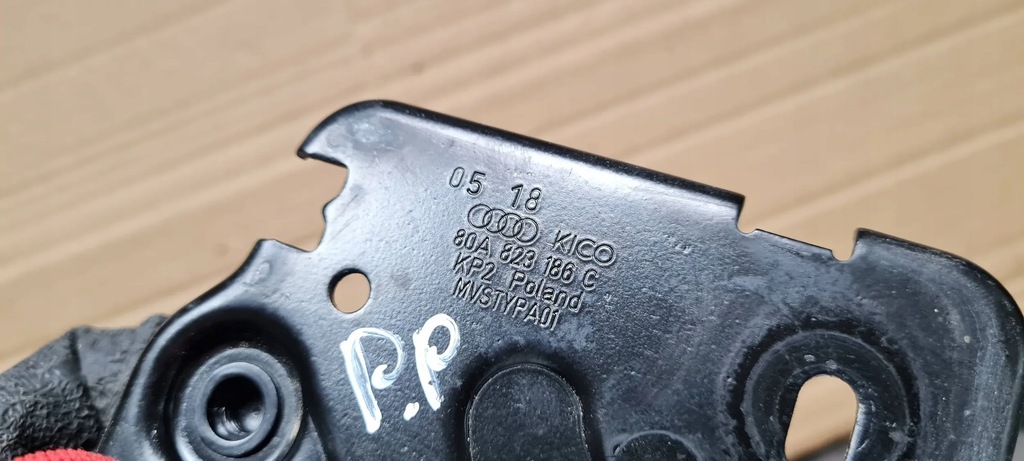 05 18
KICO
80A 823 186 C
KP2 Poland
MVSTYPA01
P.P